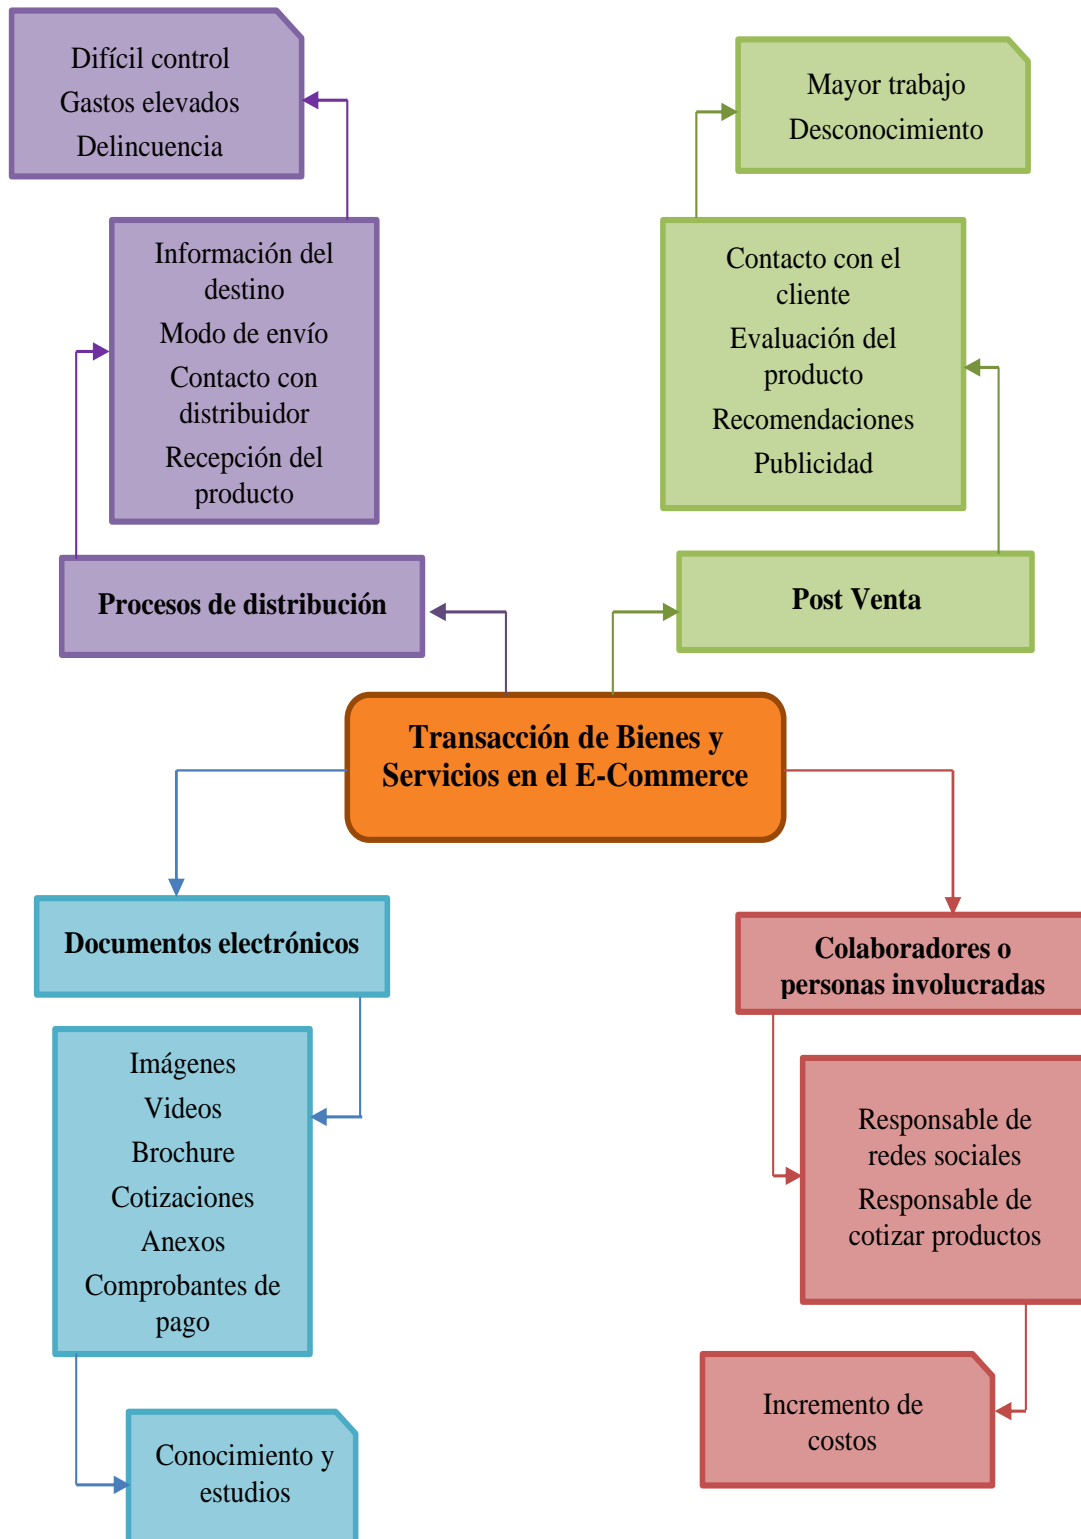 Difícil control
Gastos elevados
Delincuencia
Mayor trabajo
Desconocimiento
Información del
destino
Modo de envío
Contacto con
distribuidor
Recepción del
producto
Contacto con el
cliente
Evaluación del
producto
Recomendaciones
Publicidad
Procesos de distribución
Post Venta
Transacción de Bienes y
Servicios en el E-Commerce
Documentos electrónicos
Colaboradores o
personas involucradas
Imágenes
Videos
Brochure
Cotizaciones
Anexos
Comprobantes de
pago
Responsable de
redes sociales
Responsable de
cotizar productos
Conocimiento y
estudios
Incremento de
costos